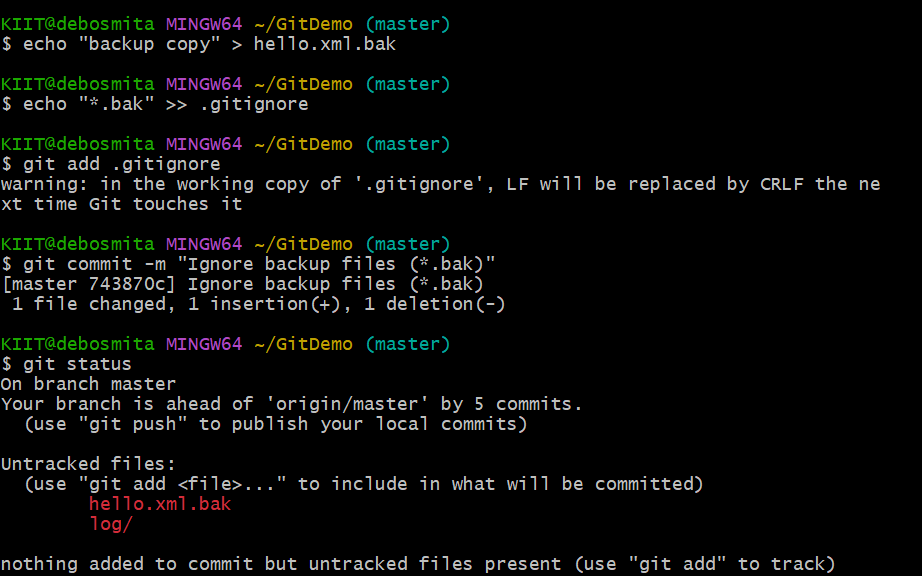 KIIT@debosmita MINGW64 ~/GitDemo (master)
$ echo "backup copy" > hello.xml.bak
KIIT@debosmita MINGW64 ~/GitDemo (master)
$ echo "*.bak" >> .gitignore
KIIT@debosmita MINGW64 ~/GitDemo (master)
$ git add .gitignore
warning: in the working copy of '.gitignore', LF will be replaced by CRLF the ne
xt time Git touches it
KIIT@debosmita MINGW64 ~/GitDemo (master)
$ git commit -m "Ignore backup files (*.bak)"
[master 743870c] Ignore backup files (*.bak)
 1 file changed, 1 insertion(+), 1 deletion(-)
KIIT@debosmita MINGW64 ~/GitDemo (master)
$ git status
On branch master
Your branch is ahead of 'origin/master' by 5 commits.
  (use "git push" to publish your local commits)
Untracked files:
  (use "git add <file>..." to include in what will be committed)
        hello.xml.bak
        log/
nothing added to commit but untracked files present (use "git add" to track)